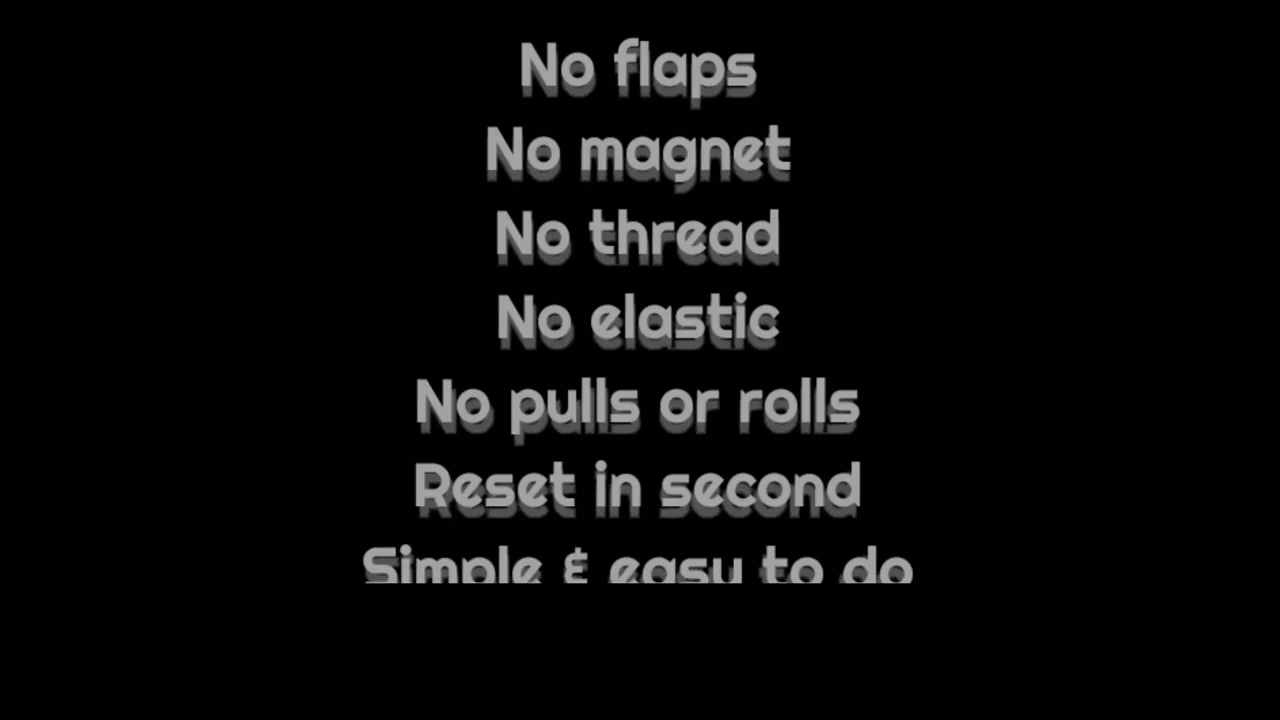 No flaps
No magnet
No thread
No elastic
No pulls or rolls
Reset in second
Simple & easy to do